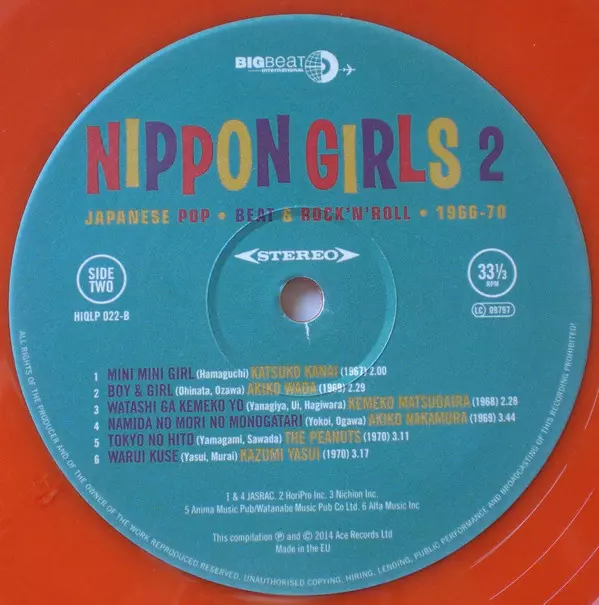 BIGBEAT
international
NIPPON GIRLS 2
JAPANESE POP • BEAT & ROCK'N'ROLL • 1966-70
STEREO
SIDE
TWO
HIQLP 022-B
33⅓
RPM
LC 09797
1 MINI MINI GIRL (Hamaguchi) KATSUKO KANAI (1967) 2.00
2 BOY & GIRL (Ohinata, Ozawa) AKIKO WADA (1969) 2.29
3 WATASHI GA KEMEKO YO (Yanagiya, Ui, Hagiwara) KEMEKO MATSUDAIRA (1968) 2.28
4 NAMIDA NO MORI NO MONOGATARI (Yokoi, Ogawa) AKIKO NAKAMURA (1969) 3.44
5 TOKYO NO HITO (Yamagami, Sawada) THE PEANUTS (1970) 3.11
6 WARUI KUSE (Yasui, Murai) KAZUMI YASUI (1970) 3.17
1 & 4 JASRAC. 2 HoriPro Inc. 3 Nichion Inc.
5 Anima Music Pub/Watanabe Music Pub Co Ltd. 6 Alfa Music Inc
This compilation ℗ and © 2014 Ace Records Ltd
Made in the EU
ALL RIGHTS OF THE PRODUCER AND OF THE OWNER OF THE WORK REPRODUCED RESERVED. UNAUTHORISED COPYING, HIRING, LENDING, PUBLIC PERFORMANCE AND BROADCASTING OF THIS RECORDING PROHIBITED!